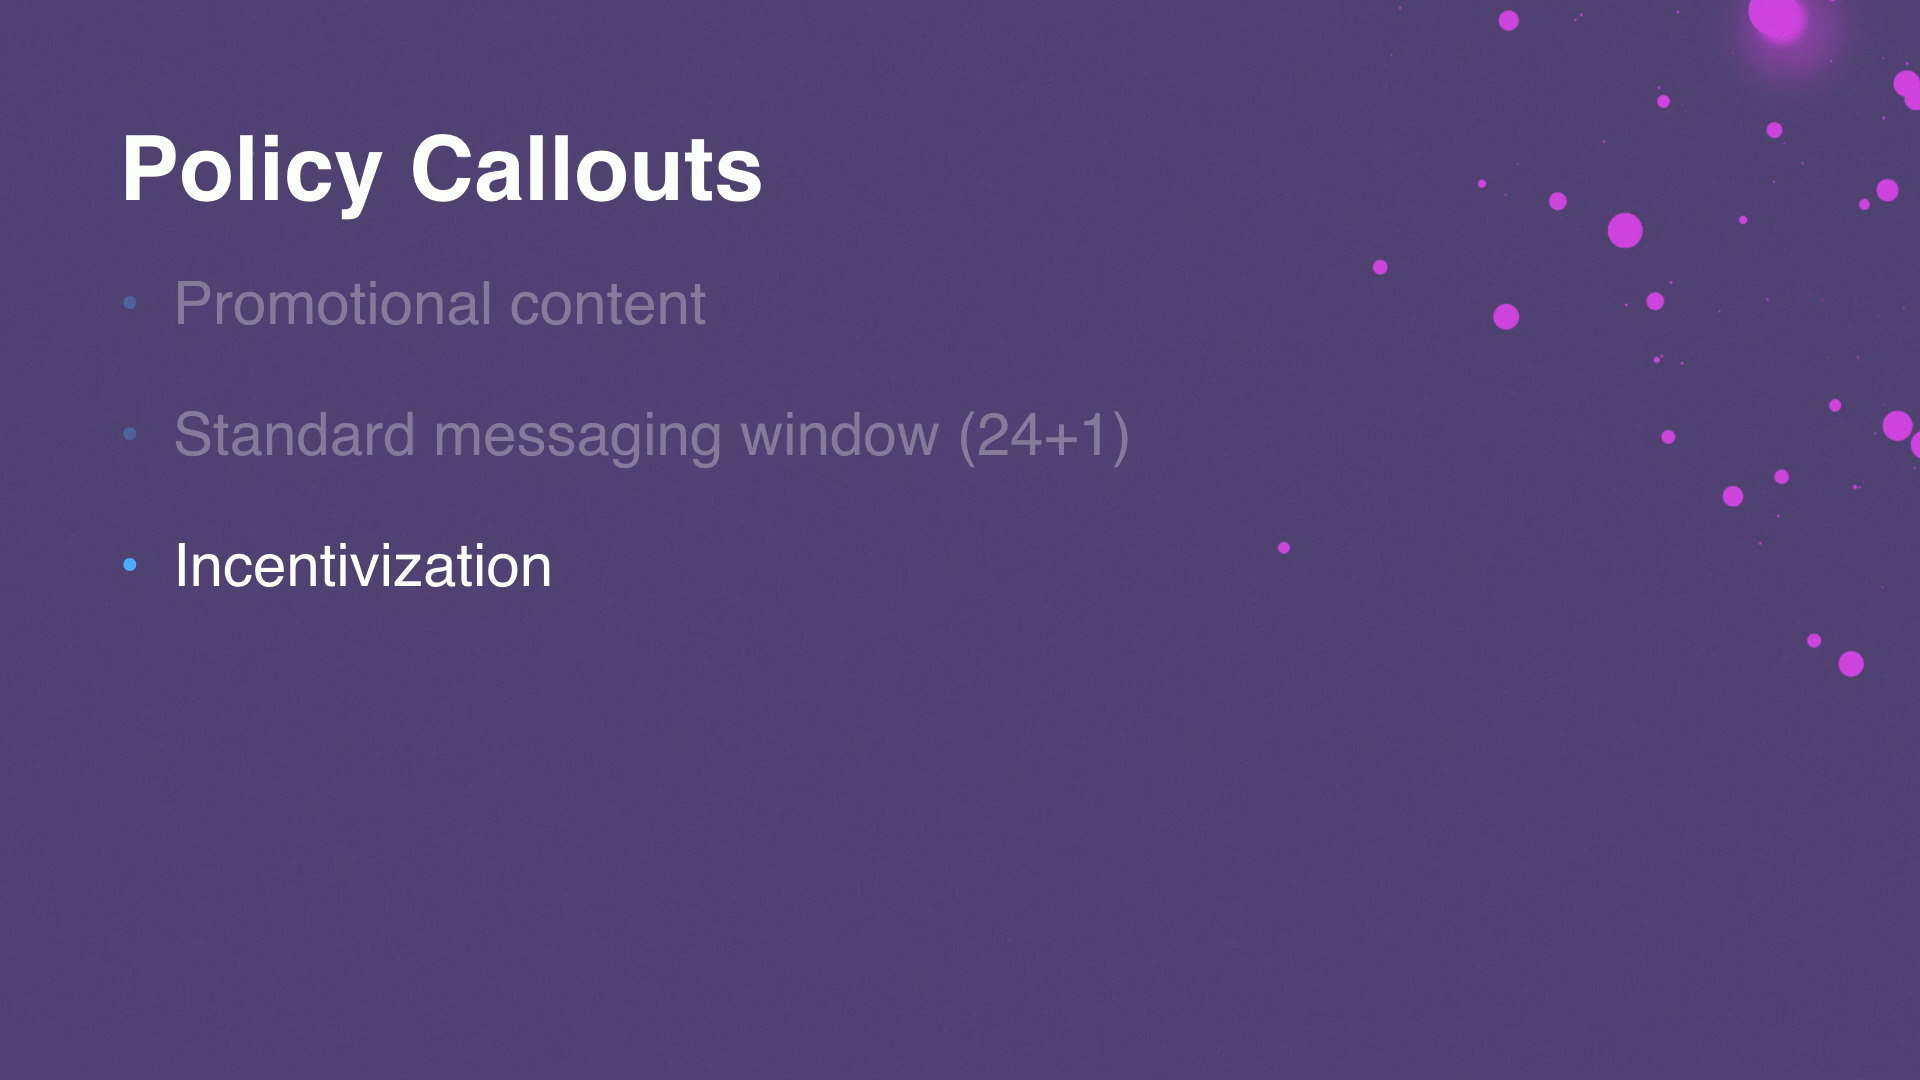 Policy Callouts
• Promotional content
• Standard messaging window (24+1)
• Incentivization